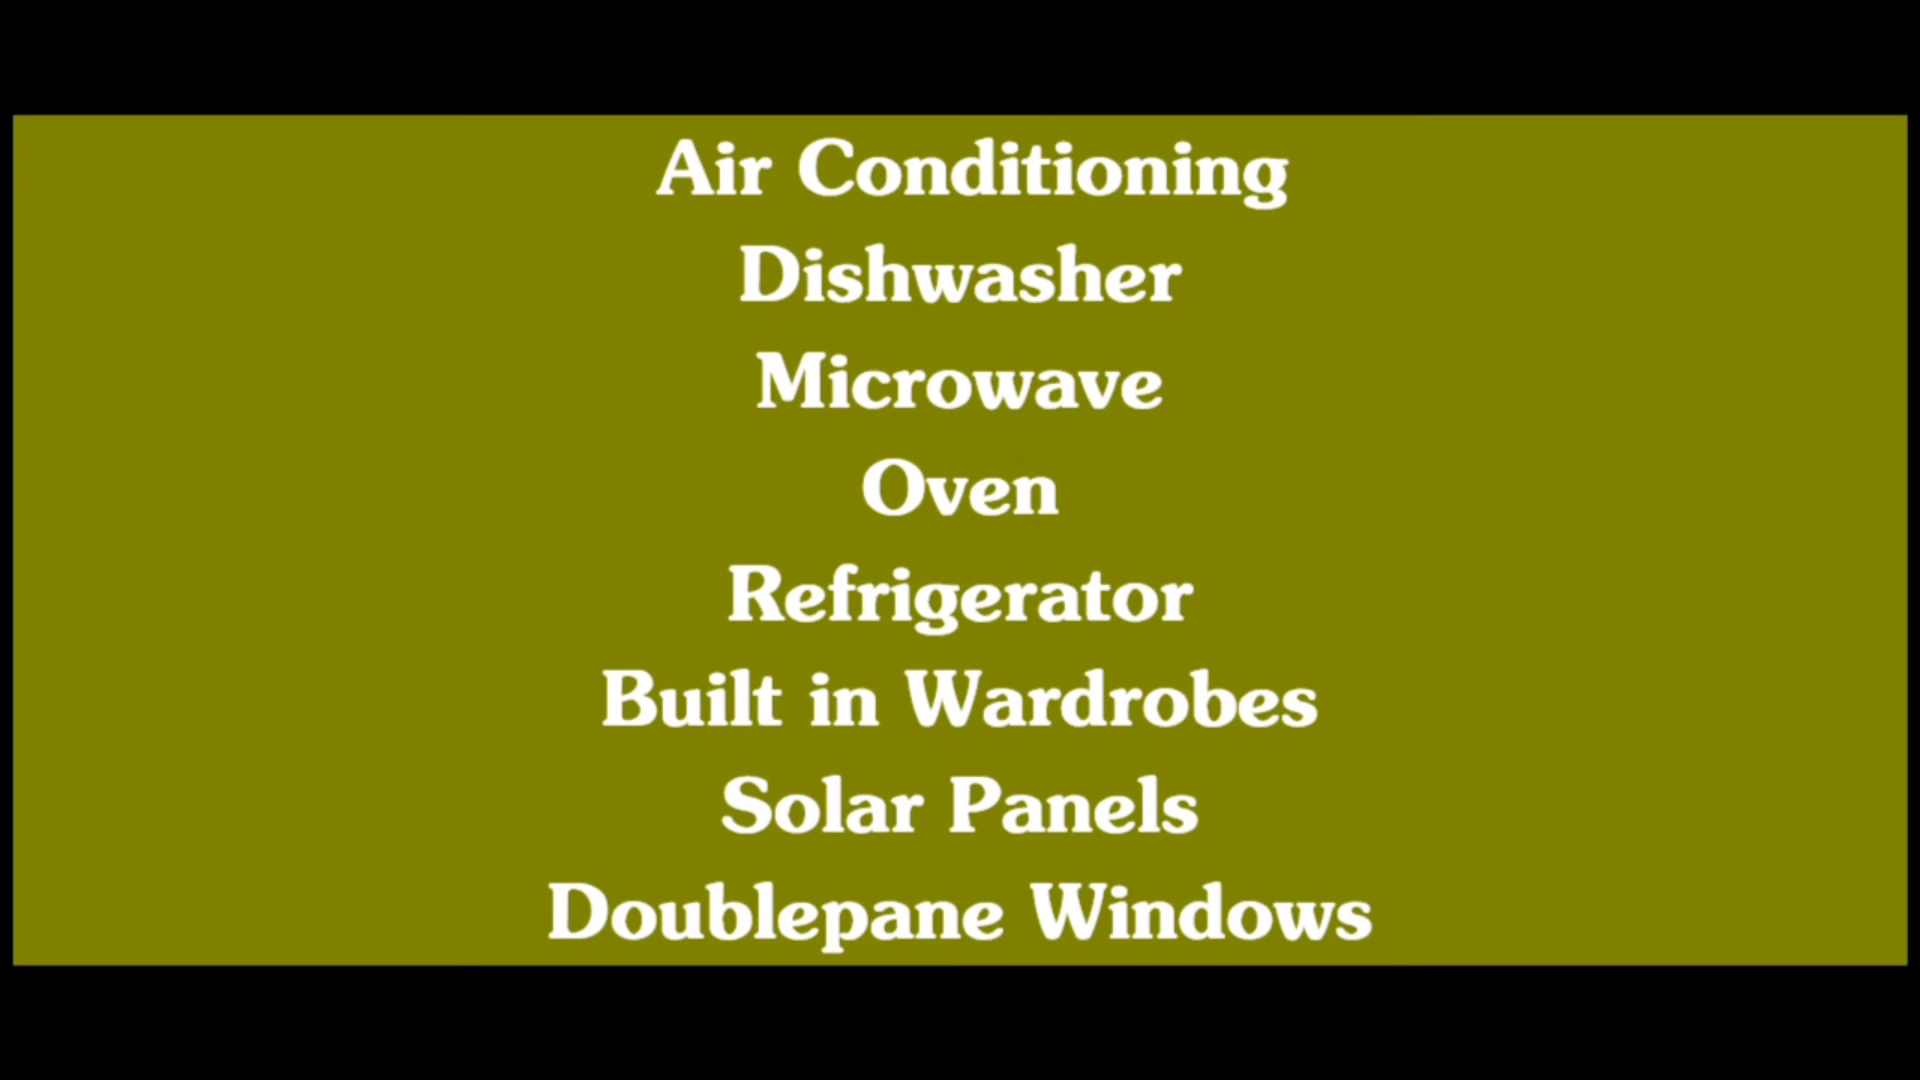 Air Conditioning
Dishwasher
Microwave
Oven
Refrigerator
Built in Wardrobes
Solar Panels
Doublepane Windows